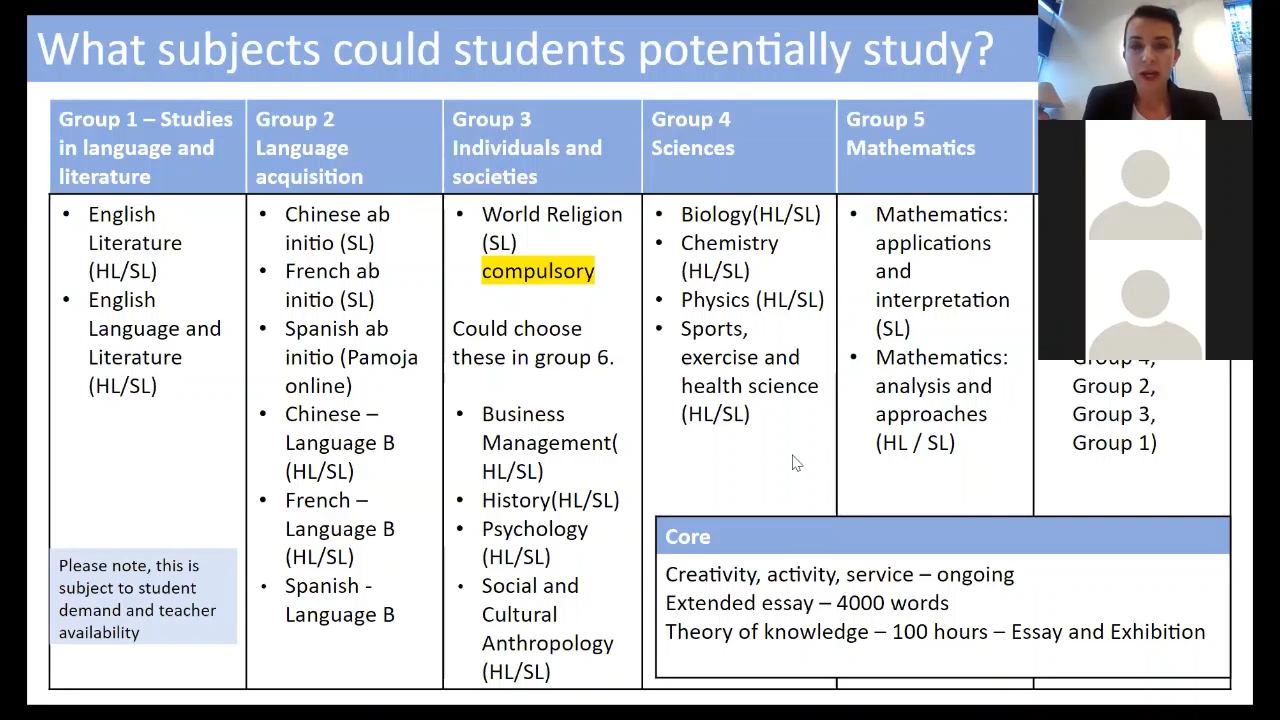 What subjects could students potentially study?
Group 1 – Studies
in language and
literature
Group 2
Language
acquisition
Group 3
Individuals and
societies
Group 4
Sciences
Group 5
Mathematics
• English
Literature
(HL/SL)
• English
Language and
Literature
(HL/SL)
Please note, this is
subject to student
demand and teacher
availability
• Chinese ab
initio (SL)
• French ab
initio (SL)
• Spanish ab
initio (Pamoja
online)
• Chinese –
Language B
(HL/SL)
• French –
Language B
(HL/SL)
• Spanish -
Language B
• World Religion
(SL)
compulsory
Could choose
these in group 6.
• Business
Management(
HL/SL)
• History(HL/SL)
• Psychology
(HL/SL)
• Social and
Cultural
Anthropology
(HL/SL)
• Biology(HL/SL)
• Chemistry
(HL/SL)
• Physics (HL/SL)
• Sports,
exercise and
health science
(HL/SL)
• Mathematics:
applications
and
interpretation
(SL)
• Mathematics:
analysis and
approaches
(HL / SL)
Group 4,
Group 2,
Group 3,
Group 1)
Core
Creativity, activity, service – ongoing
Extended essay – 4000 words
Theory of knowledge – 100 hours – Essay and Exhibition